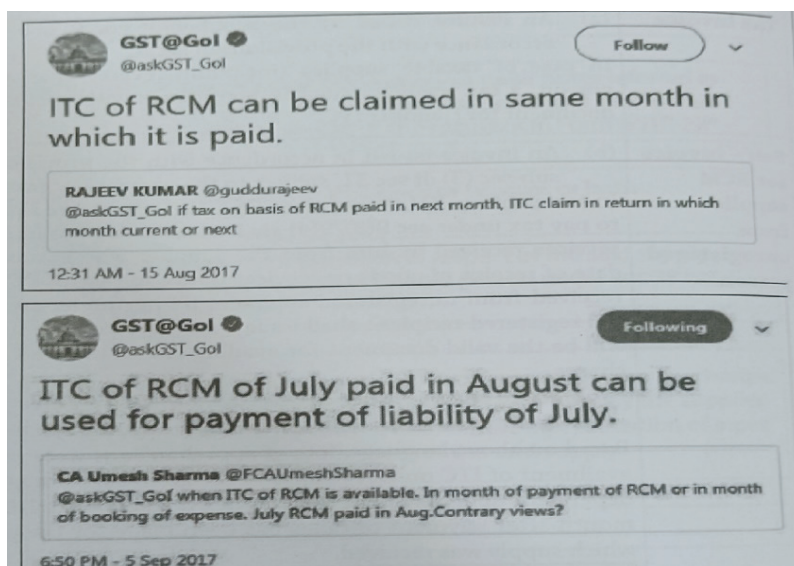 GST@GoI
Follow
@askGST_GoI
ITC of RCM can be claimed in same month in
which it is paid.
RAJEEV KUMAR @guddurajeev
@askGST_GoI if tax on basis of RCM paid in next month, ITC claim in return in which
month current or next
12:31 AM - 15 Aug 2017
GST@GoI
Following
@askGST_GoI
ITC of RCM of July paid in August can be
used for payment of liability of July.
CA Umesh Sharma @FCAUmeshSharma
@askGST_GoI when ITC of RCM is available. In month of payment of RCM or in month
of booking of expense. July RCM paid in Aug.Contrary views?
6:50 PM - 5 Sep 2017